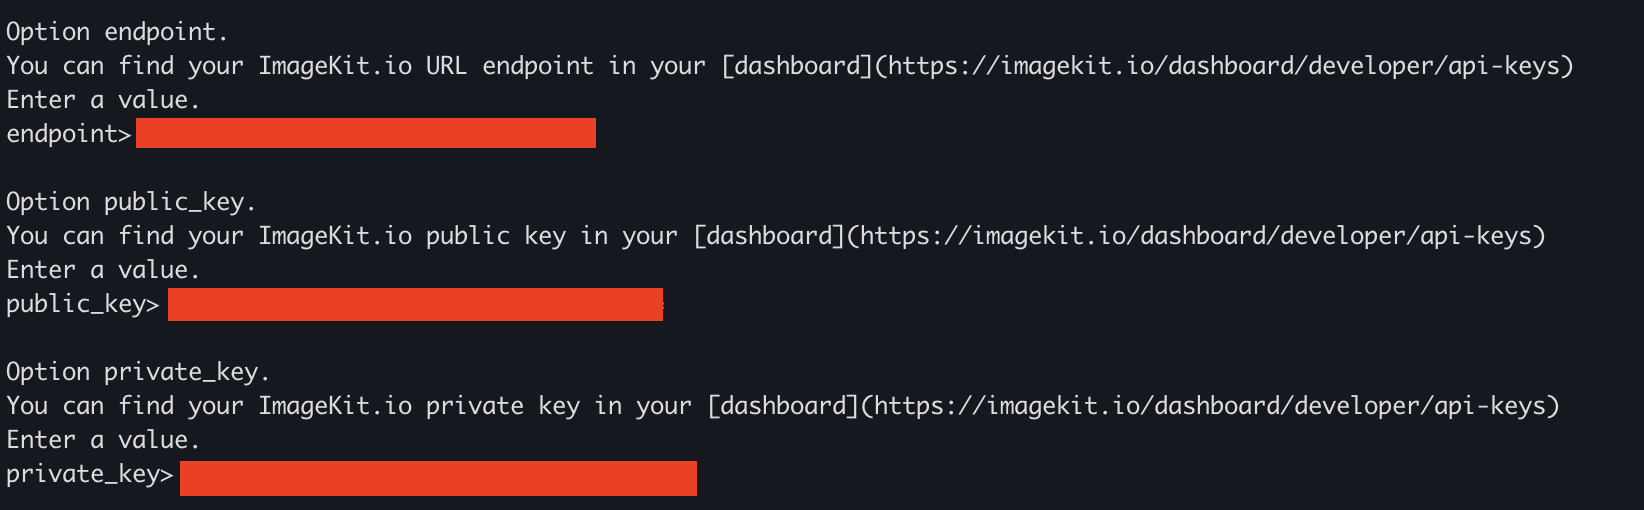 Option endpoint.
You can find your ImageKit.io URL endpoint in your [dashboard](https://imagekit.io/dashboard/developer/api-keys)
Enter a value.
endpoint>
Option public_key.
You can find your ImageKit.io public key in your [dashboard](https://imagekit.io/dashboard/developer/api-keys)
Enter a value.
public_key>
Option private_key.
You can find your ImageKit.io private key in your [dashboard](https://imagekit.io/dashboard/developer/api-keys)
Enter a value.
private_key>